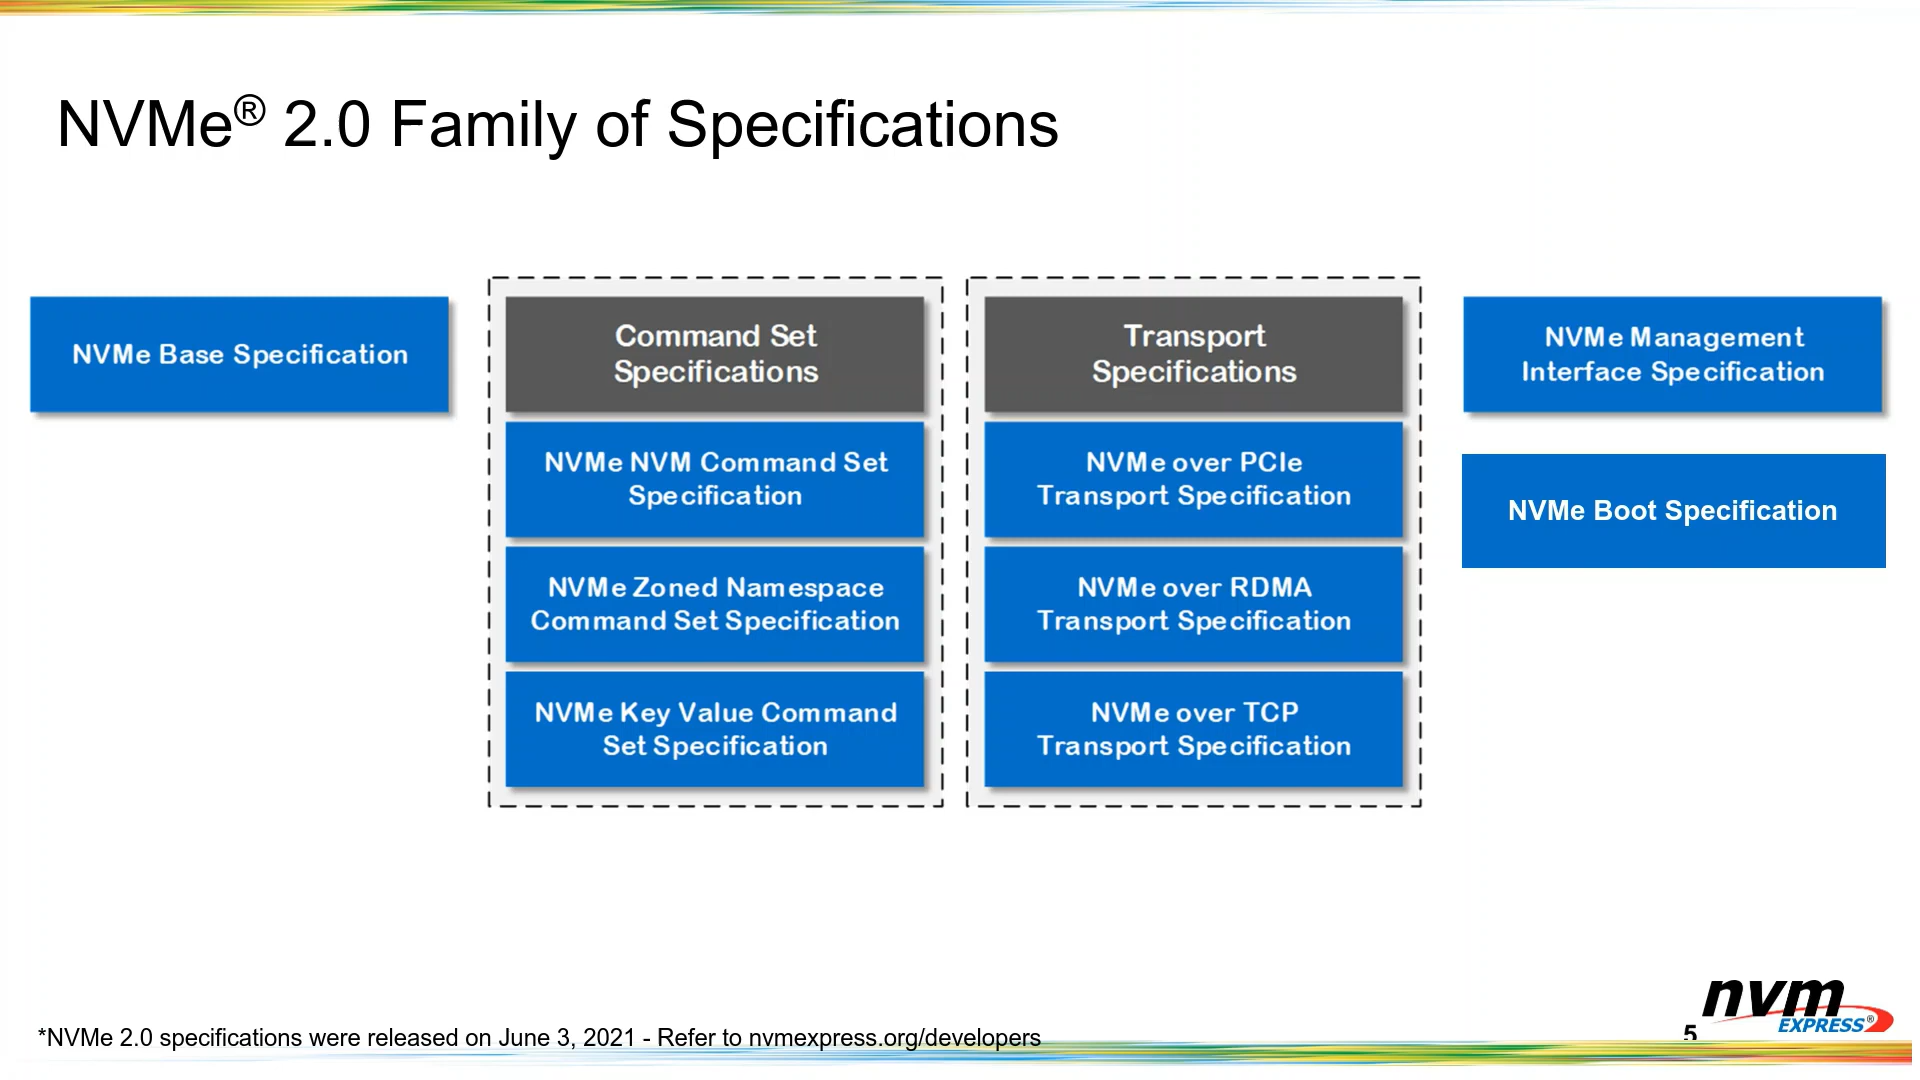 NVMe® 2.0 Family of Specifications
NVMe Base Specification
Command Set
Specifications
NVMe NVM Command Set
Specification
NVMe Zoned Namespace
Command Set Specification
NVMe Key Value Command
Set Specification
Transport
Specifications
NVMe over PCIe
Transport Specification
NVMe over RDMA
Transport Specification
NVMe over TCP
Transport Specification
NVMe Management
Interface Specification
NVMe Boot Specification
*NVMe 2.0 specifications were released on June 3, 2021 - Refer to nvmexpress.org/developers
5
nvm
EXPRESS®